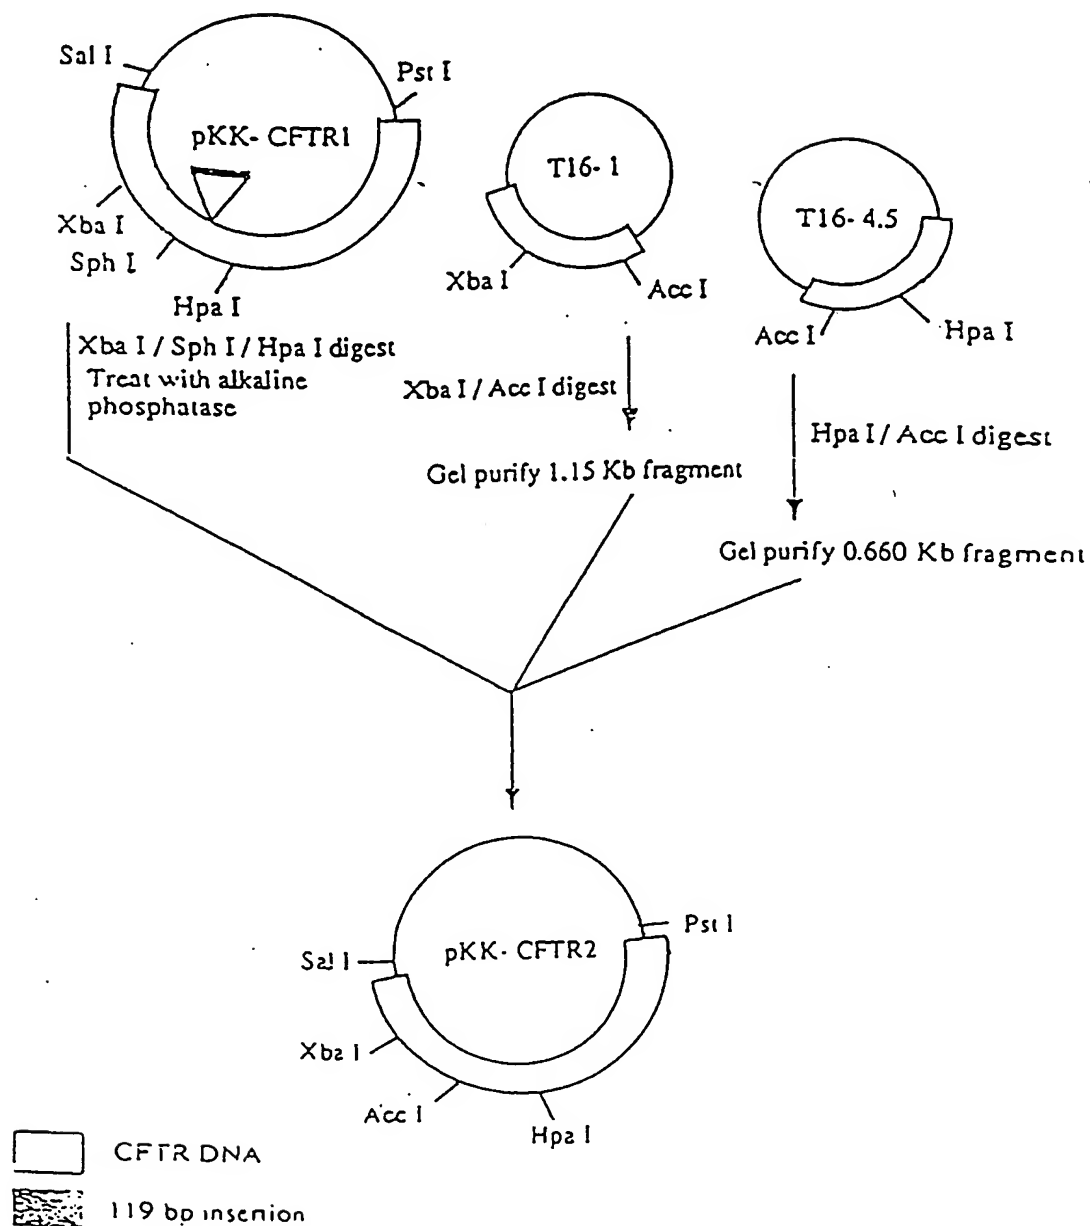 Sal I
Pst I
pKK- CFTR1
Xba I
Sph I
Hpa I
T16- 1
Xba I
Acc I
T16- 4.5
Acc I
Hpa I
Xba I / Sph I / Hpa I digest
Treat with alkaline
phosphatase
Xba I / Acc I digest
Hpa I / Acc I digest
Gel purify 1.15 Kb fragment
Gel purify 0.660 Kb fragment
Sal I
Pst I
pKK- CFTR2
Xba I
Acc I
Hpa I
CFTR DNA
119 bp insertion